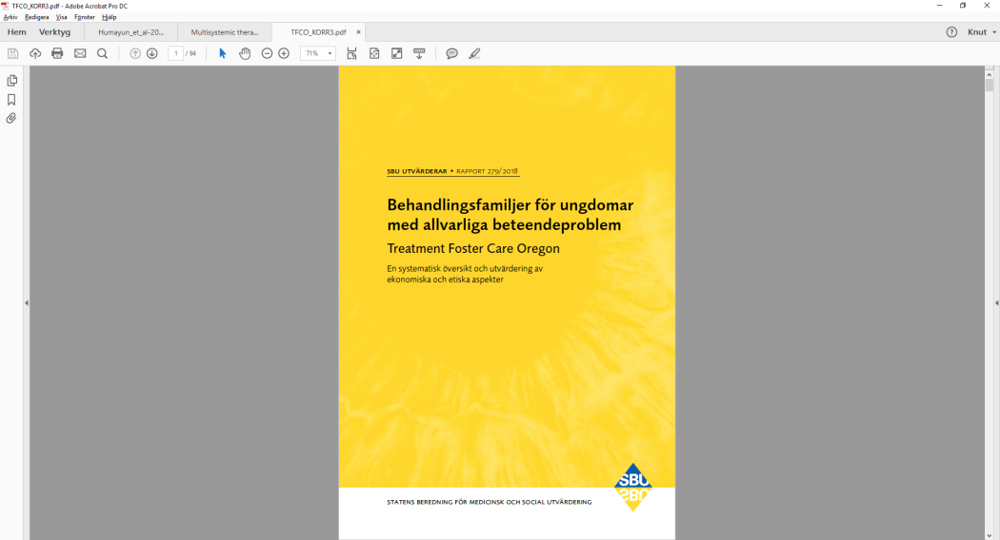 TFCO_KORR3.pdf - Adobe Acrobat Pro DC
Arkiv Redigera Visa Fönster Hjälp
Hem Verktyg Humayun_et_al-20... Multisystemic thera... TFCO_KORR3.pdf × Knut
1 / 94 71%
SBU UTVÄRDERAR • RAPPORT 279/2018
Behandlingsfamiljer för ungdomar
med allvarliga beteendeproblem
Treatment Foster Care Oregon
En systematisk översikt och utvärdering av
ekonomiska och etiska aspekter
SBU
STATENS BEREDNING FÖR MEDICINSK OCH SOCIAL UTVÄRDERING
SBU